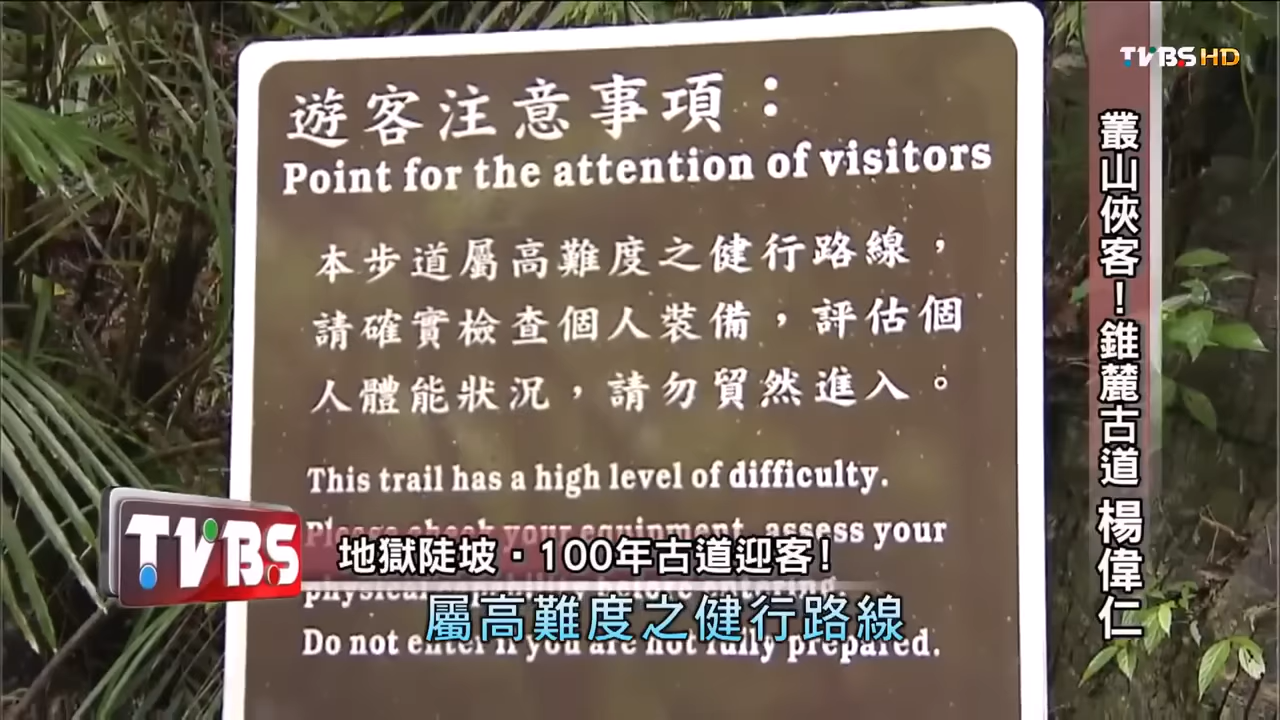 遊客注意事項：
Point for the attention of visitors
本步道屬高難度之健行路線，
請確實檢查個人裝備，評估個
人體能狀況，請勿貿然進入。
This trail has a high level of difficulty.
Please check your equipment, assess your
physical before entering.
Do not enter if you are not fully prepared.
TVBS
地獄陡坡·100年古道迎客！
屬高難度之健行路線
TVBS HD
叢山俠客！錐麓古道 楊偉仁